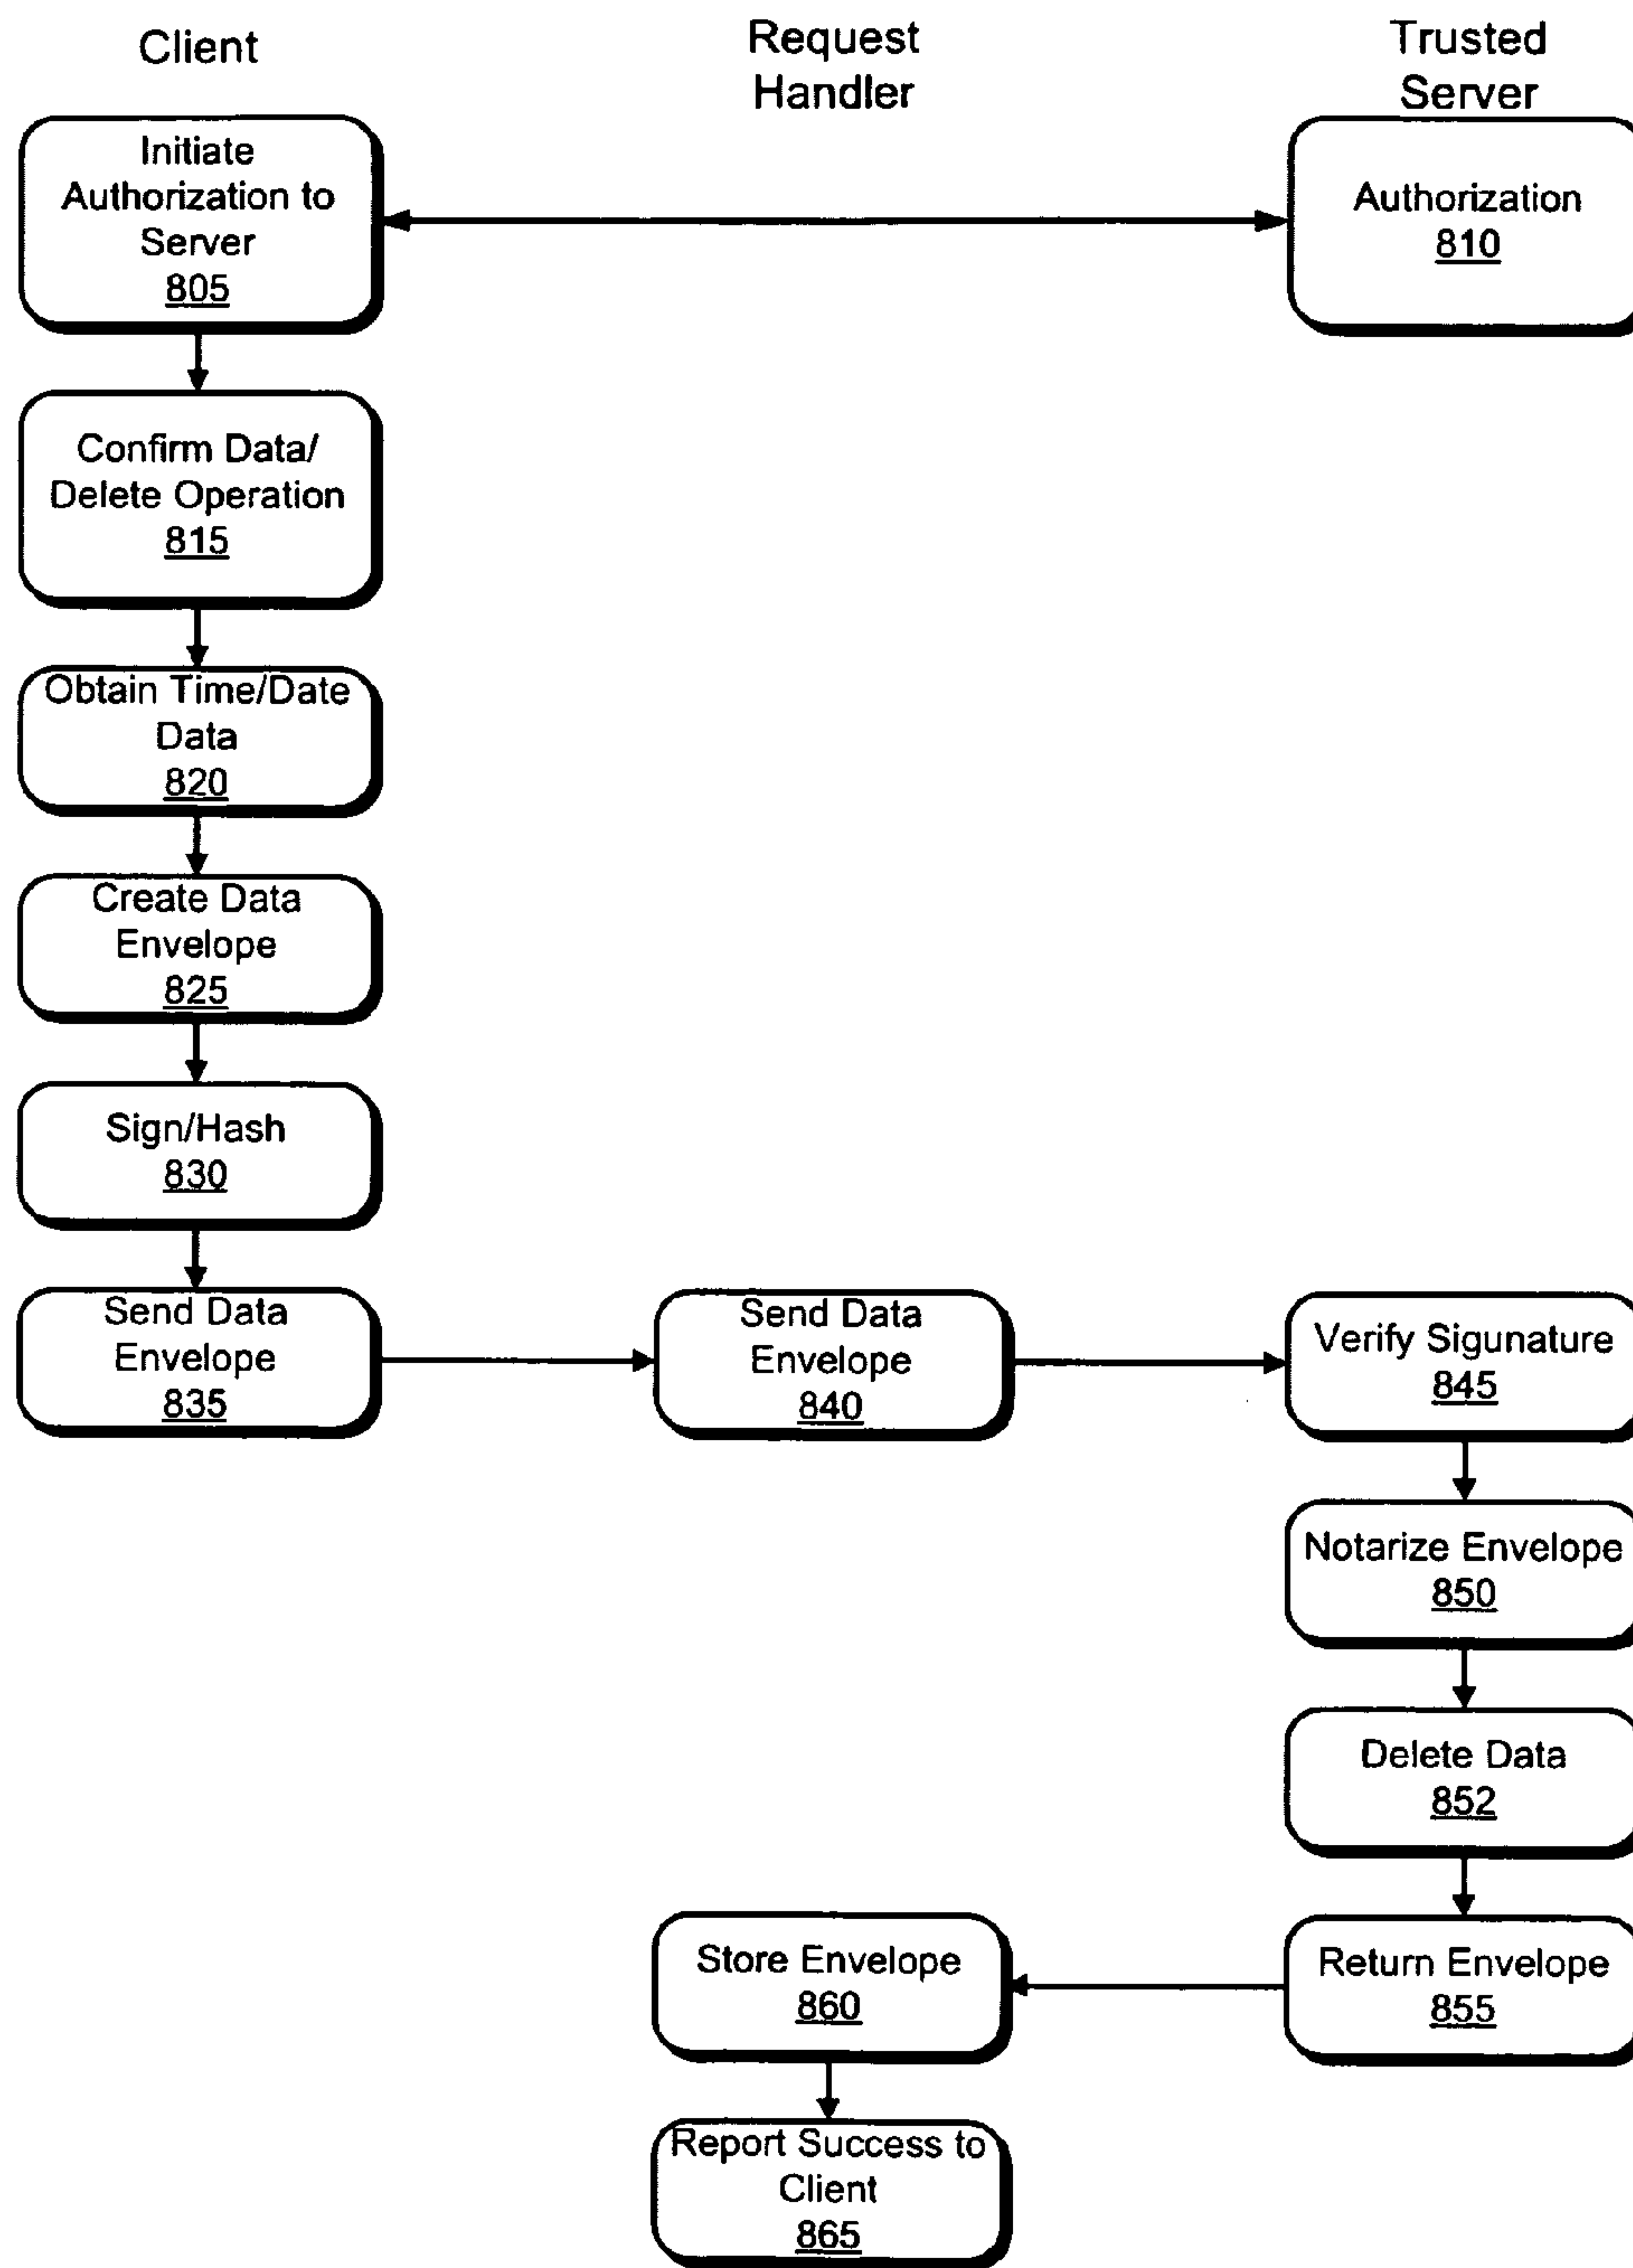 Client
Request
Handler
Trusted
Server
Initiate
Authorization to
Server
805
Authorization
810
Confirm Data/
Delete Operation
815
Obtain Time/Date
Data
820
Create Data
Envelope
825
Sign/Hash
830
Send Data
Envelope
835
Send Data
Envelope
840
Verify Sigunature
845
Notarize Envelope
850
Delete Data
852
Return Envelope
855
Store Envelope
860
Report Success to
Client
865